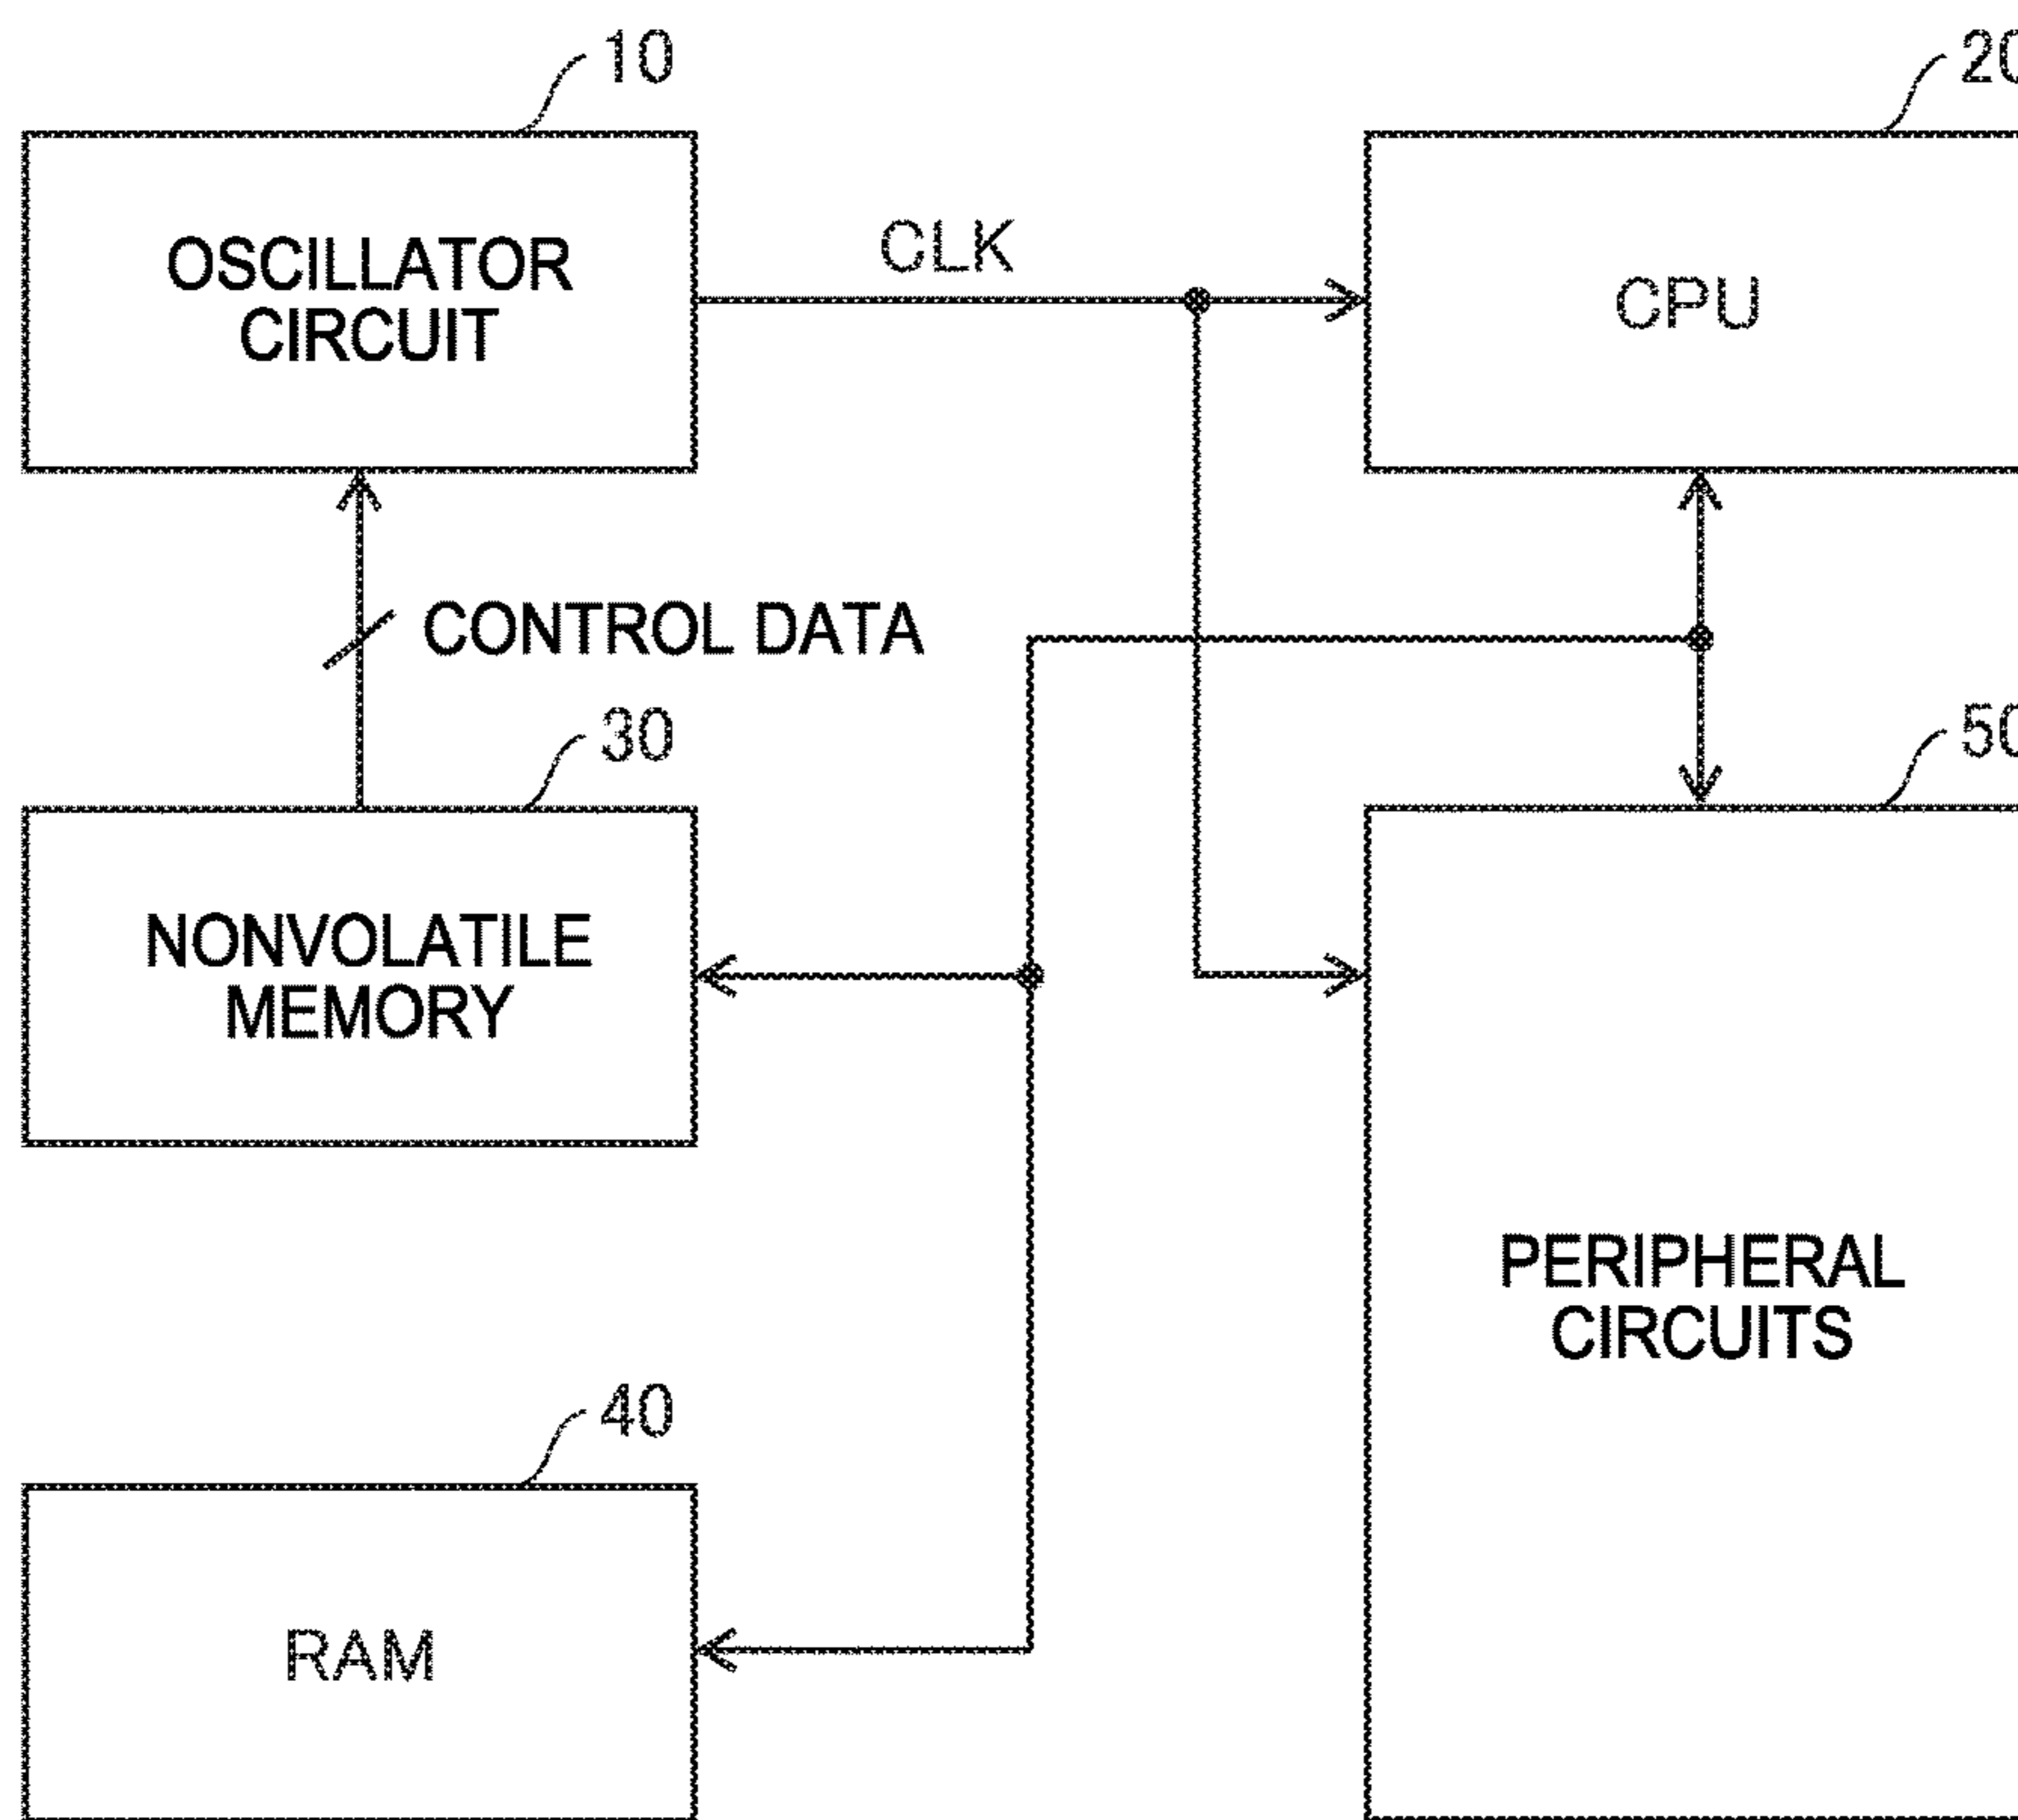 10
20
OSCILLATOR
CIRCUIT
CLK
CPU
CONTROL DATA
30
50
NONVOLATILE
MEMORY
PERIPHERAL
CIRCUITS
40
RAM